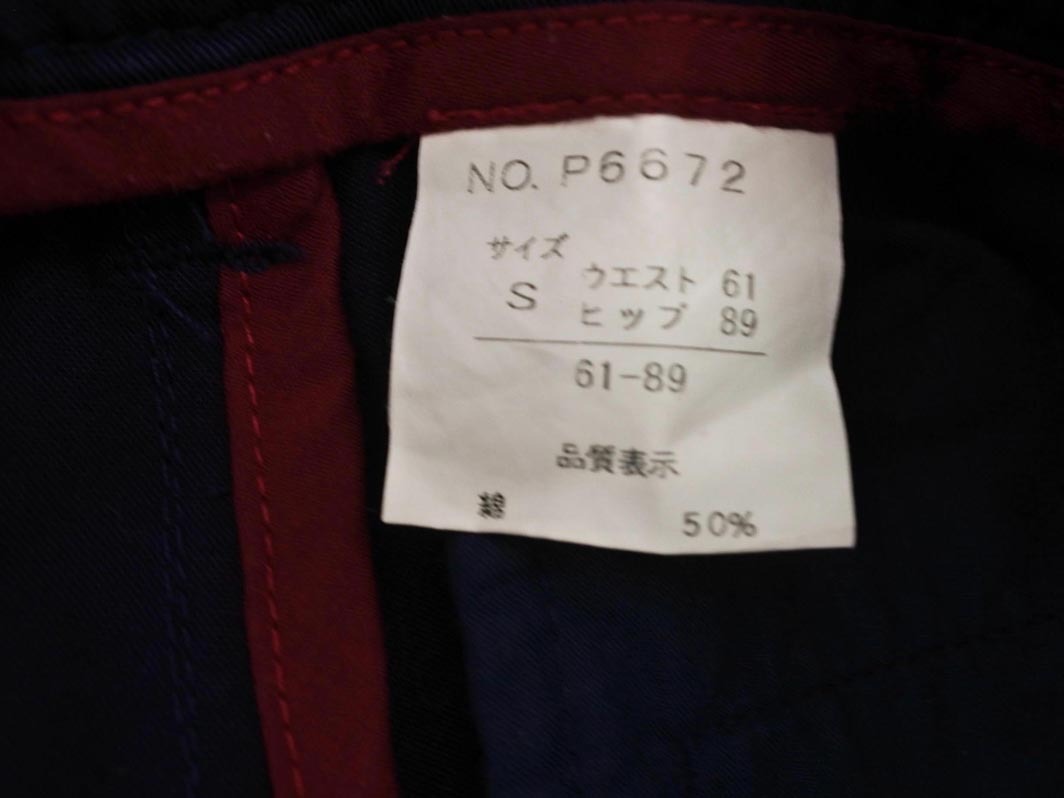 NO. P6672
サイズ
S ウエスト 61
ヒップ 89
61-89
品質表示
綿 50%